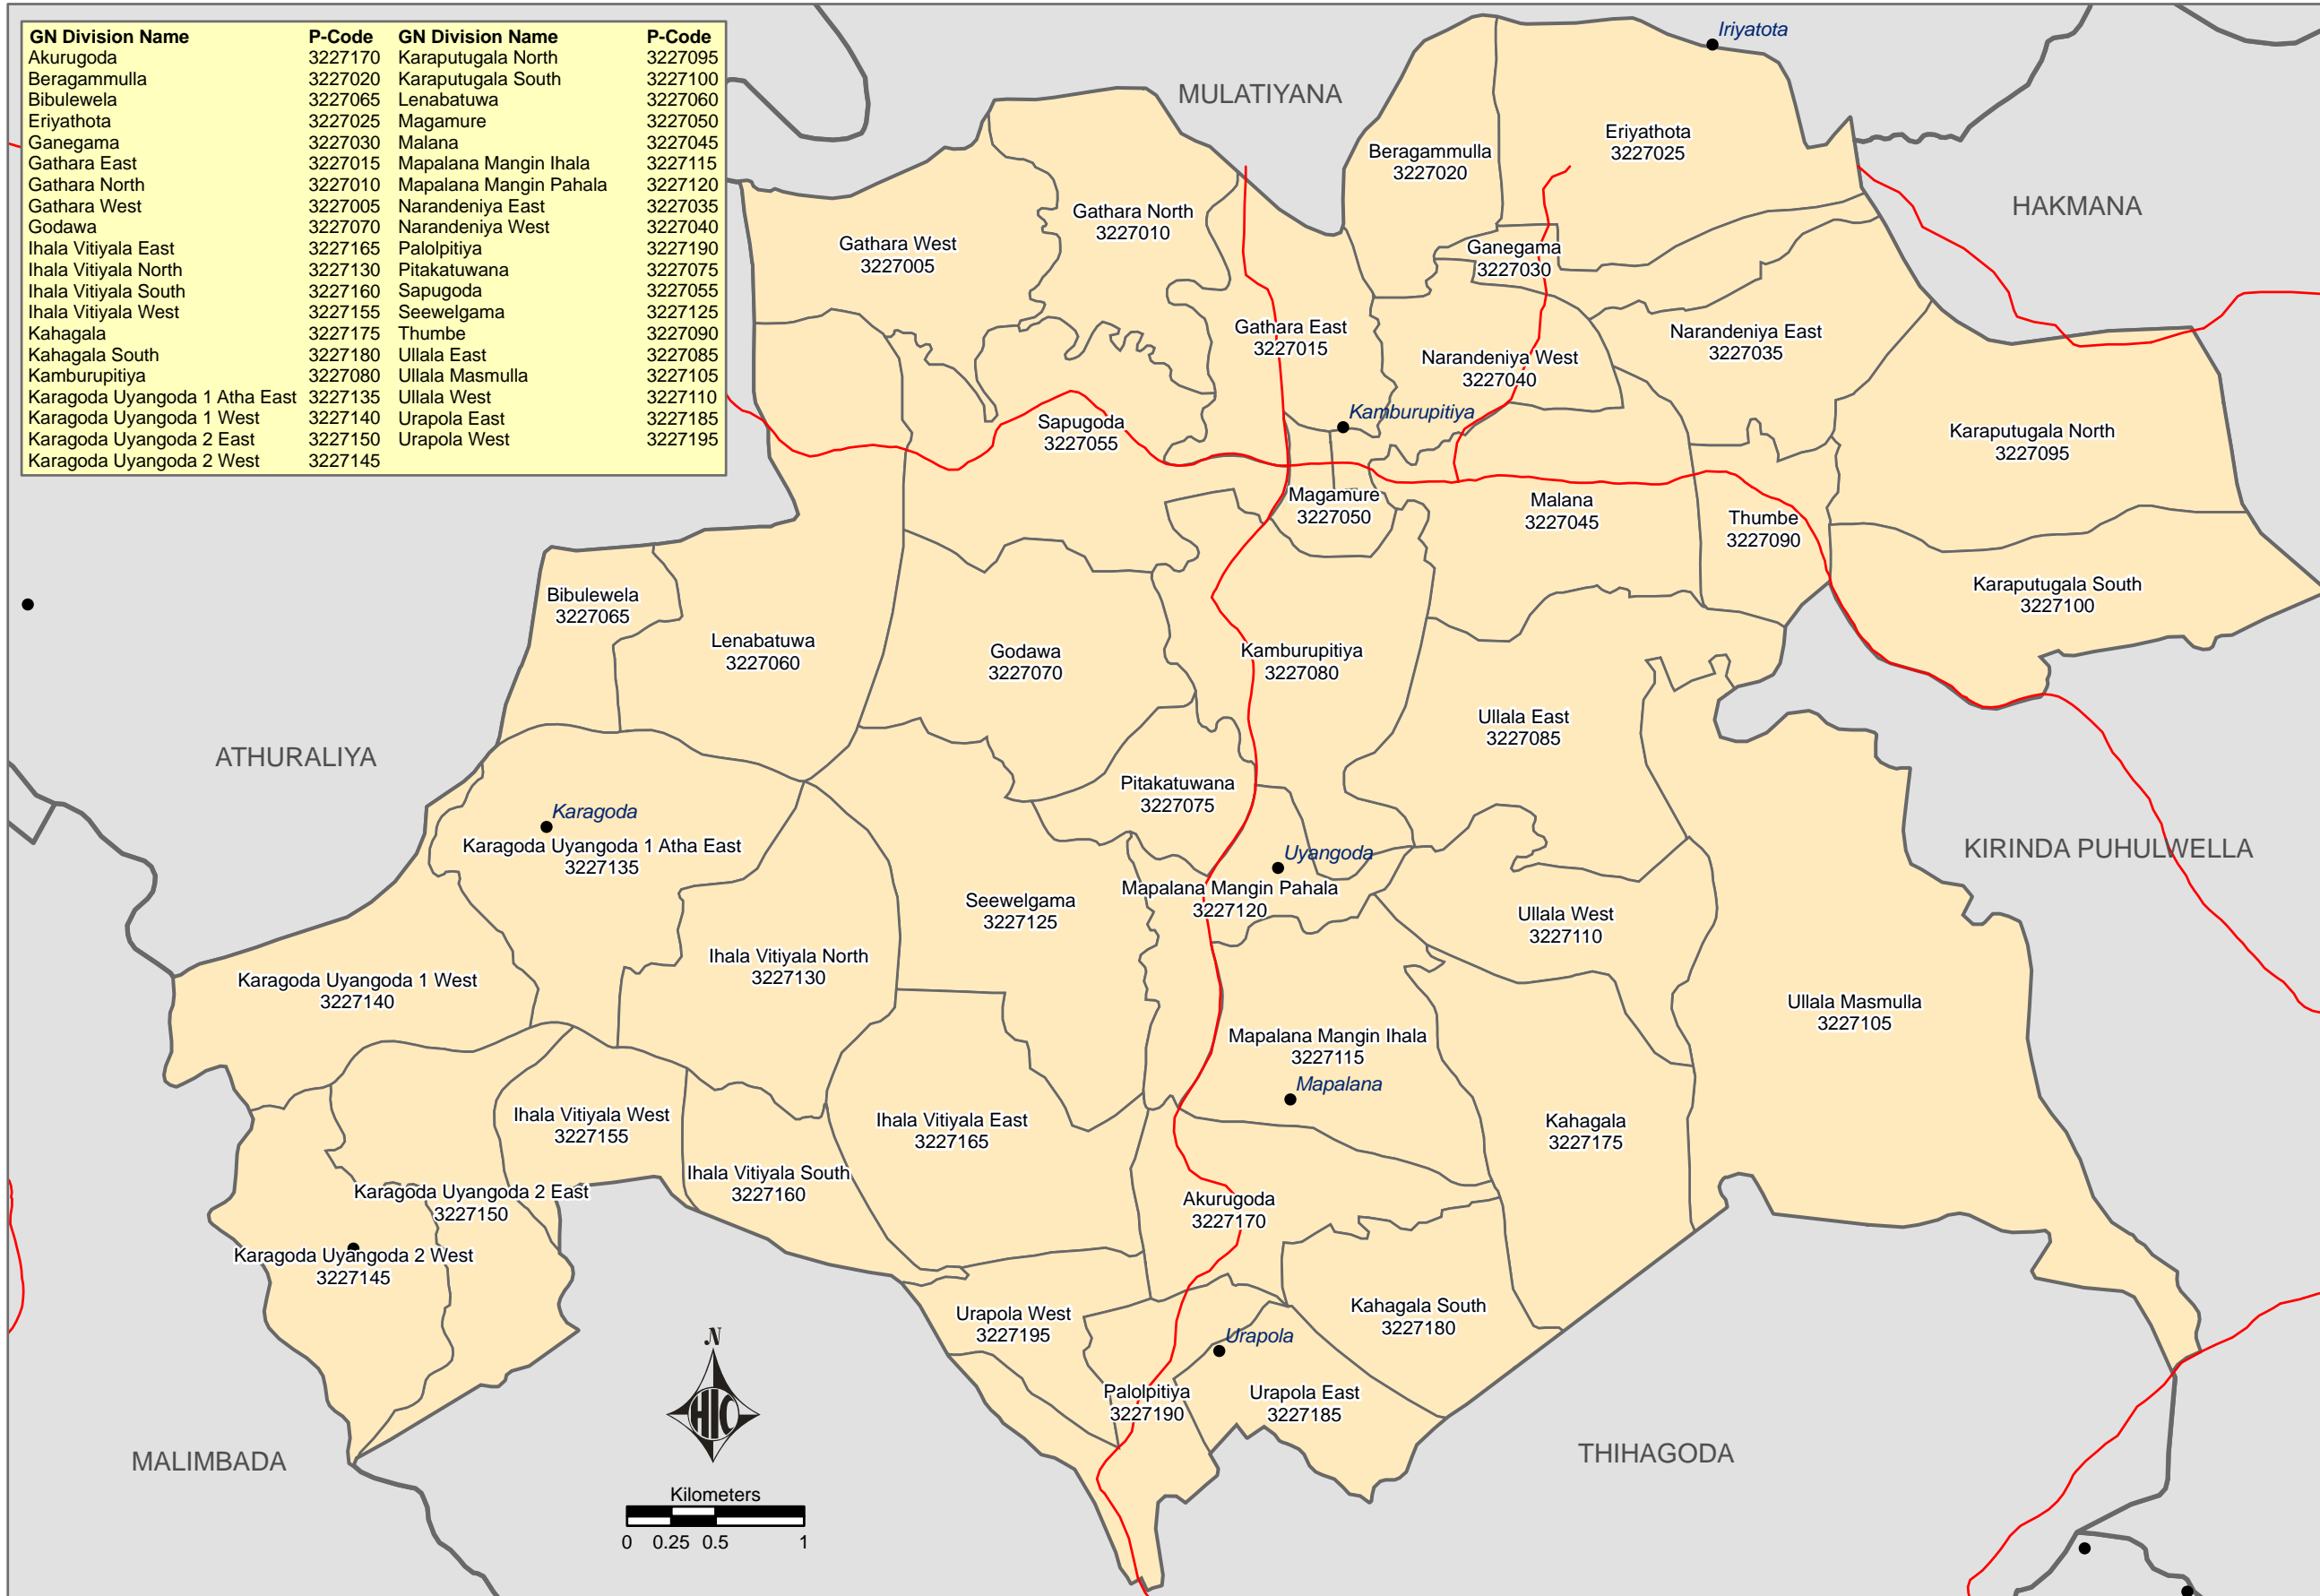 GN Division Name P-Code GN Division Name P-Code
Akurugoda 3227170 Karaputugala North 3227095
Beragammulla 3227020 Karaputugala South 3227100
Bibulewela 3227065 Lenabatuwa 3227060
Eriyathota 3227025 Magamure 3227050
Ganegama 3227030 Malana 3227045
Gathara East 3227015 Mapalana Mangin Ihala 3227115
Gathara North 3227010 Mapalana Mangin Pahala 3227120
Gathara West 3227005 Narandeniya East 3227035
Godawa 3227070 Narandeniya West 3227040
Ihala Vitiyala East 3227165 Palolpitiya 3227190
Ihala Vitiyala North 3227130 Pitakatuwana 3227075
Ihala Vitiyala South 3227160 Sapugoda 3227055
Ihala Vitiyala West 3227155 Seewelgama 3227125
Kahagala 3227175 Thumbe 3227090
Kahagala South 3227180 Ullala East 3227085
Kamburupitiya 3227080 Ullala Masmulla 3227105
Karagoda Uyangoda 1 Atha East 3227135 Ullala West 3227110
Karagoda Uyangoda 1 West 3227140 Urapola East 3227185
Karagoda Uyangoda 2 East 3227150 Urapola West 3227195
Karagoda Uyangoda 2 West 3227145
Iriyatota
MULATIYANA
Eriyathota
3227025
Beragammulla
3227020
HAKMANA
Gathara North
3227010
Gathara West
3227005
Ganegama
3227030
Gathara East
3227015
Narandeniya East
3227035
Narandeniya West
3227040
Kamburupitiya
Sapugoda
3227055
Karaputugala North
3227095
Magamure
3227050
Malana
3227045
Thumbe
3227090
Karaputugala South
3227100
Bibulewela
3227065
Lenabatuwa
3227060
Godawa
3227070
Kamburupitiya
3227080
Ullala East
3227085
ATHURALIYA
Pitakatuwana
3227075
Karagoda
Karagoda Uyangoda 1 Atha East
3227135
Uyangoda
KIRINDA PUHULWELLA
Mapalana Mangin Pahala
3227120
Seewelgama
3227125
Ullala West
3227110
Ihala Vitiyala North
3227130
Karagoda Uyangoda 1 West
3227140
Ullala Masmulla
3227105
Mapalana Mangin Ihala
3227115
Mapalana
Ihala Vitiyala West
3227155
Ihala Vitiyala East
3227165
Kahagala
3227175
Ihala Vitiyala South
3227160
Karagoda Uyangoda 2 East
3227150
Akurugoda
3227170
Karagoda Uyangoda 2 West
3227145
Urapola West
3227195
Kahagala South
3227180
Urapola
N
HIC
Palolpitiya
3227190
Urapola East
3227185
MALIMBADA
THIHAGODA
Kilometers
0 0.25 0.5 1